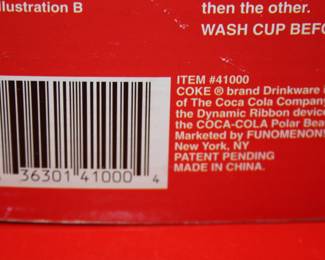 llustration B
then the other.
WASH CUP BEFO
ITEM #41000
COKE ® brand Drinkware i
of The Coca Cola Company
the Dynamic Ribbon devic
the COCA-COLA Polar Bea
Marketed by FUNOMENON
New York, NY
PATENT PENDING
MADE IN CHINA.
36301 41000 4